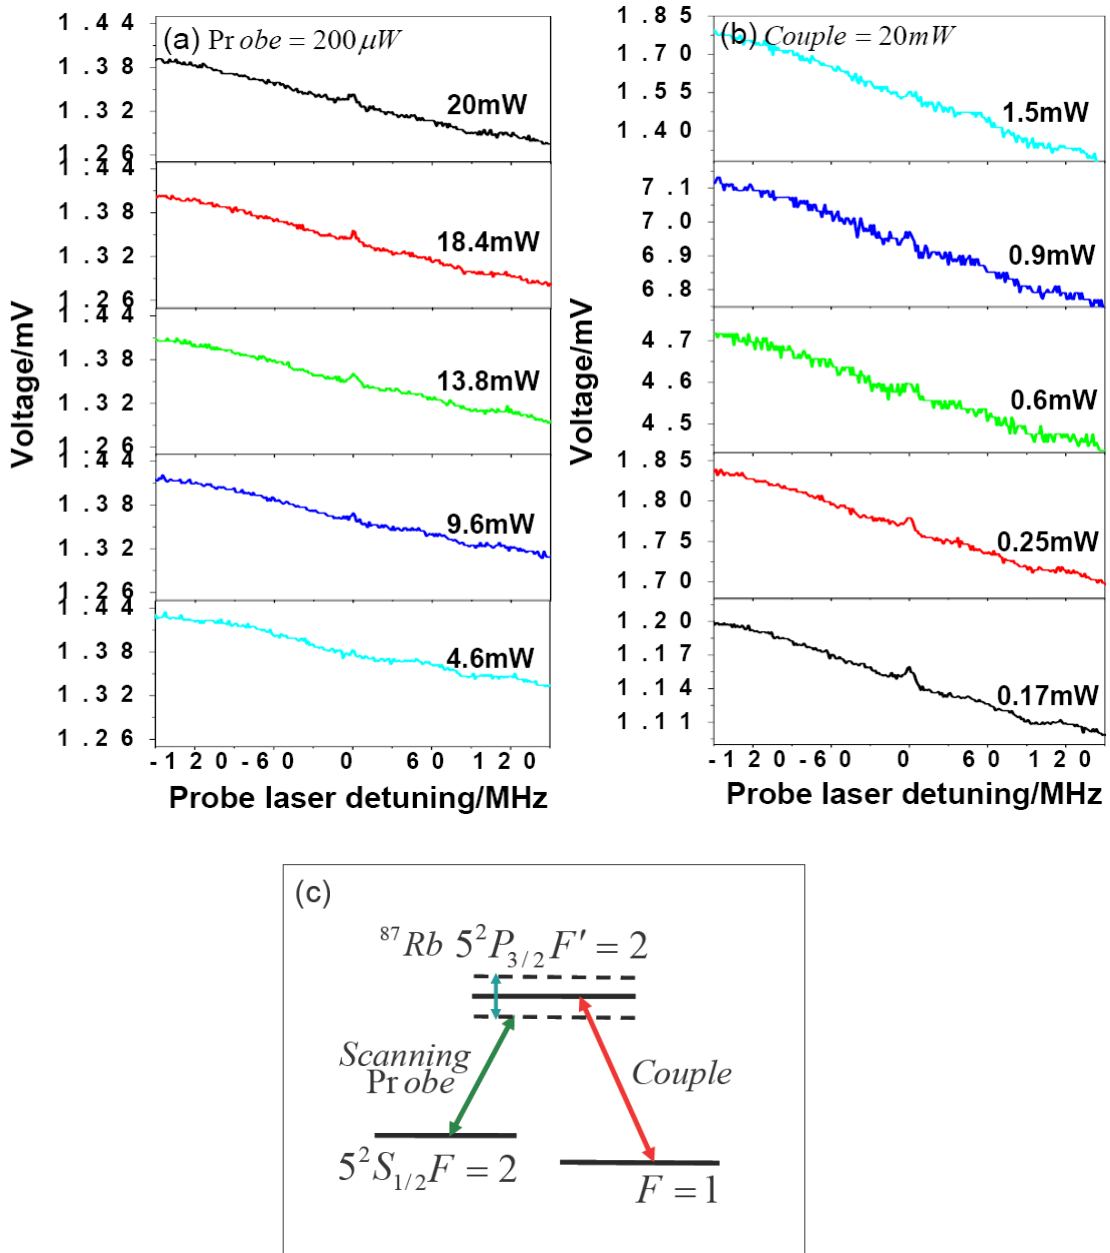 (a) Probe = 200 μW
1.44
1.38
1.32
1.26
20mW
1.44
1.38
1.32
1.26
18.4mW
1.44
1.38
1.32
1.26
13.8mW
1.44
1.38
1.32
1.26
9.6mW
1.44
1.38
1.32
1.26
4.6mW
Voltage/mV
-120 -60 0 60 120
Probe laser detuning/MHz
(b) Couple = 20mW
1.85
1.70
1.55
1.40
1.5mW
7.1
7.0
6.9
6.8
0.9mW
4.7
4.6
4.5
0.6mW
1.85
1.80
1.75
1.70
0.25mW
1.20
1.17
1.14
1.11
0.17mW
Voltage/mV
-120 -60 0 60 120
Probe laser detuning/MHz
(c)
⁸⁷Rb 5²P₃/₂F′ = 2
Scanning
Probe
Couple
5²S₁/₂F = 2
F = 1